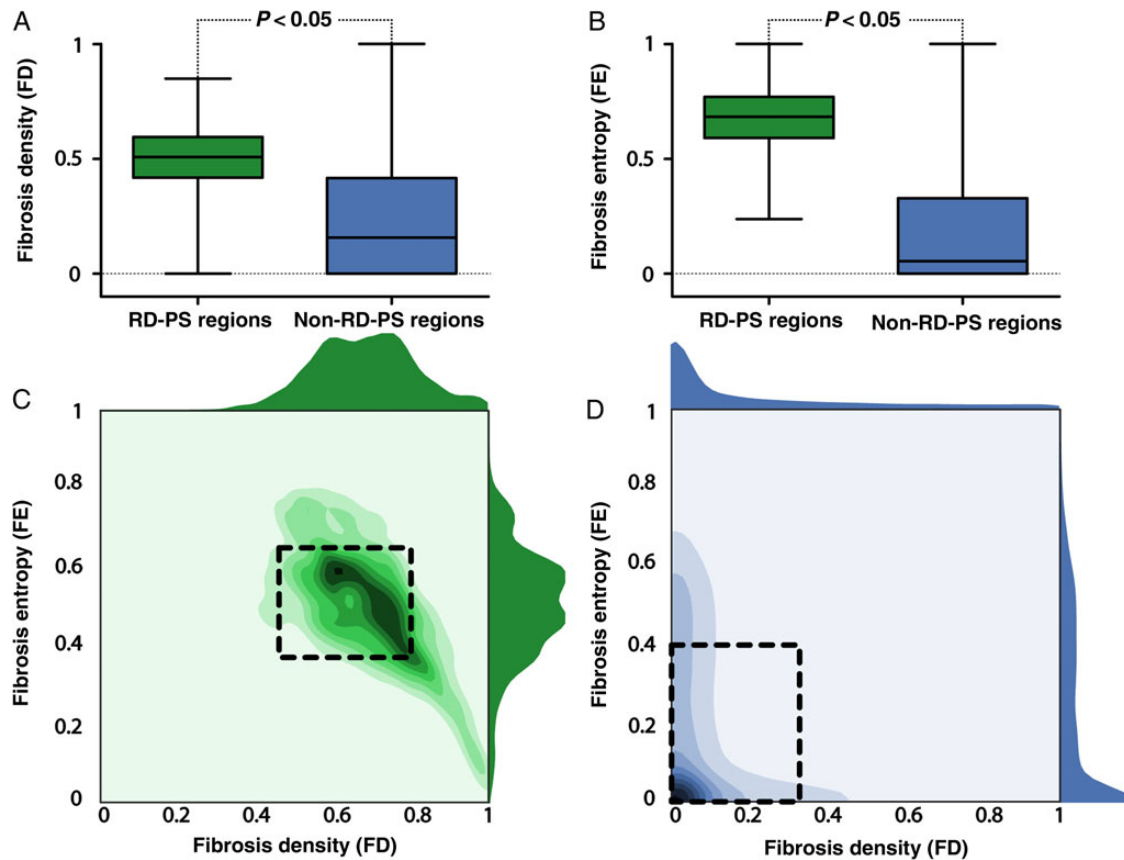 A
P < 0.05
Fibrosis density (FD)
1
0.5
0
RD-PS regions Non-RD-PS regions
B
P < 0.05
Fibrosis entropy (FE)
1
0.5
0
RD-PS regions Non-RD-PS regions
C
Fibrosis entropy (FE)
1
0.8
0.6
0.4
0.2
0
0 0.2 0.4 0.6 0.8 1
Fibrosis density (FD)
D
Fibrosis entropy (FE)
1
0.8
0.6
0.4
0.2
0
0 0.2 0.4 0.6 0.8 1
Fibrosis density (FD)